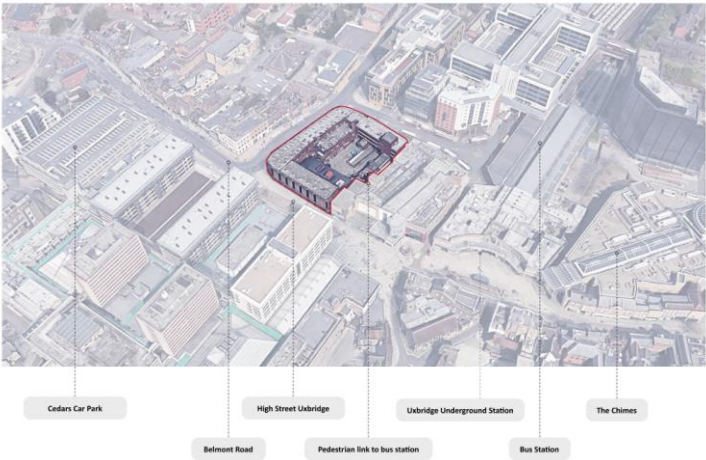 Cedars Car Park
High Street Uxbridge
Uxbridge Underground Station
The Chimes
Belmont Road
Pedestrian link to bus station
Bus Station